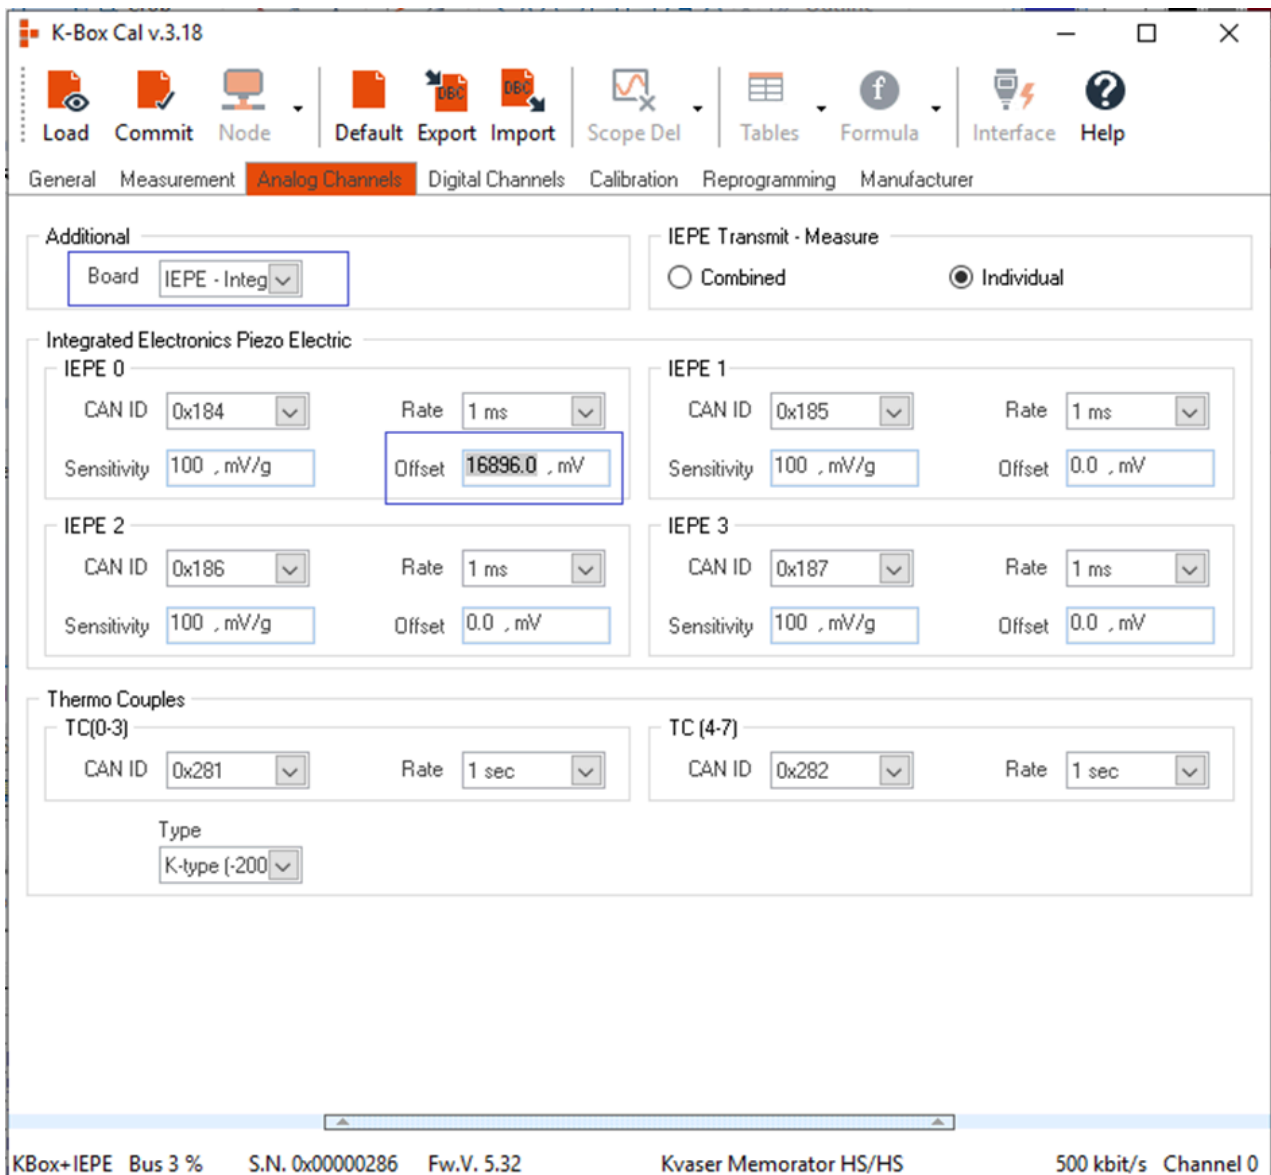 K-Box Cal v.3.18
Load Commit Node Default Export Import Scope Del Tables Formula Interface Help
General Measurement Analog Channels Digital Channels Calibration Reprogramming Manufacturer
Additional
Board IEPE - Integ
IEPE Transmit - Measure
Combined Individual
Integrated Electronics Piezo Electric
IEPE 0
CAN ID 0x184 Rate 1 ms
Sensitivity 100 , mV/g Offset 16896.0 , mV
IEPE 1
CAN ID 0x185 Rate 1 ms
Sensitivity 100 , mV/g Offset 0.0 , mV
IEPE 2
CAN ID 0x186 Rate 1 ms
Sensitivity 100 , mV/g Offset 0.0 , mV
IEPE 3
CAN ID 0x187 Rate 1 ms
Sensitivity 100 , mV/g Offset 0.0 , mV
Thermo Couples
TC(0-3)
CAN ID 0x281 Rate 1 sec
TC (4-7)
CAN ID 0x282 Rate 1 sec
Type
K-type (-200
KBox+IEPE Bus 3 % S.N. 0x00000286 Fw.V. 5.32 Kvaser Memorator HS/HS 500 kbit/s Channel 0